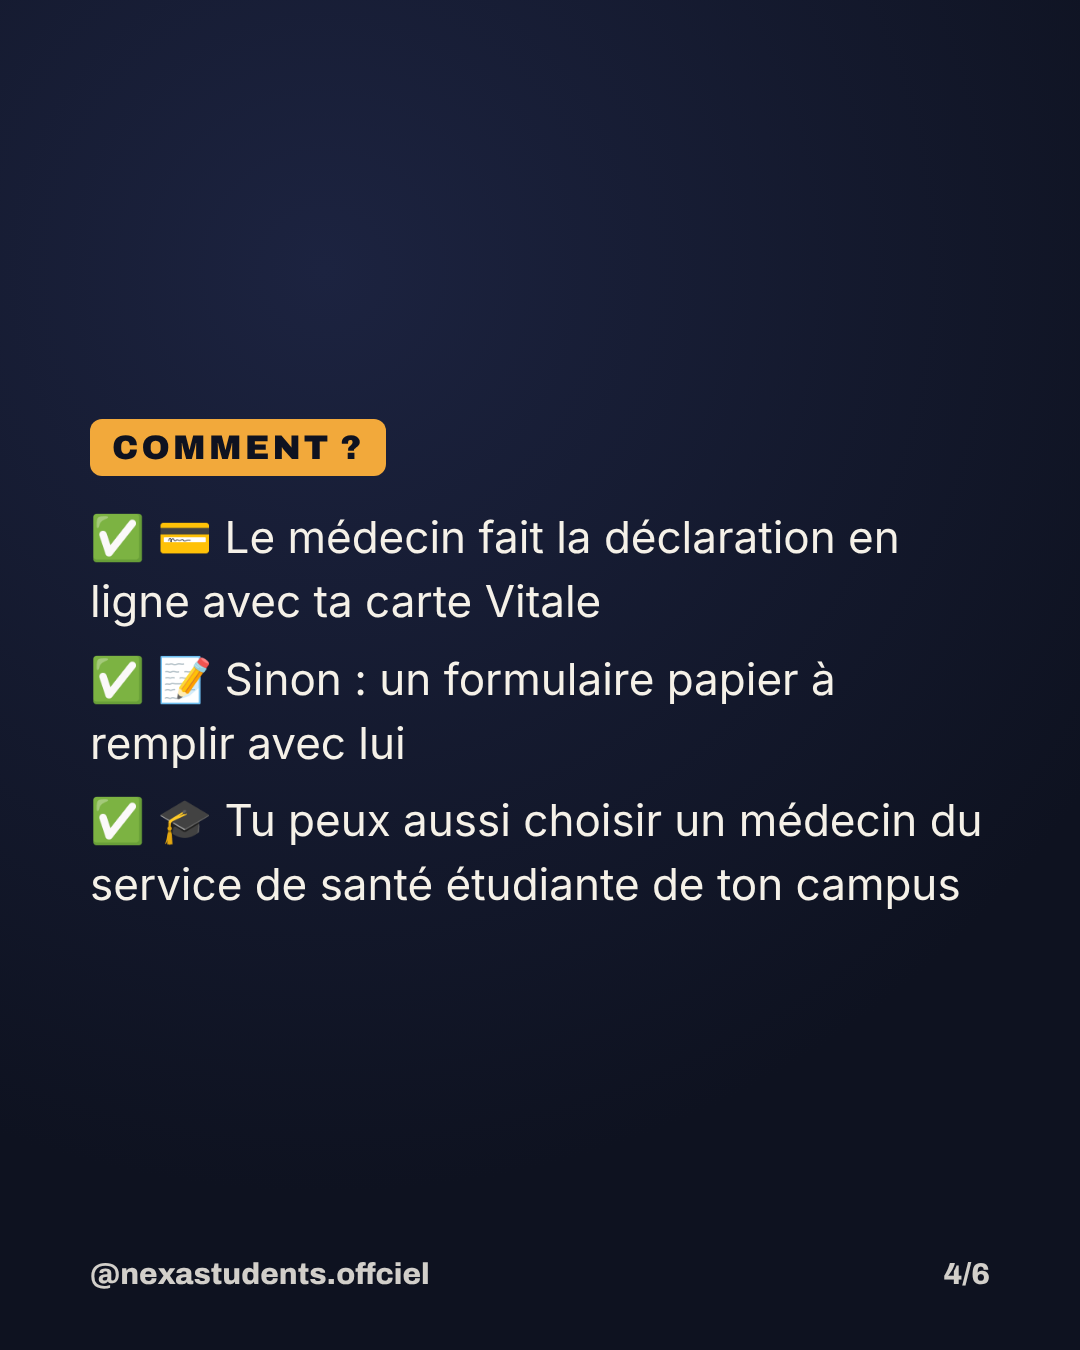 COMMENT ?
✅ 💳 Le médecin fait la déclaration en
ligne avec ta carte Vitale
✅ 📝 Sinon : un formulaire papier à
remplir avec lui
✅ 🎓 Tu peux aussi choisir un médecin du
service de santé étudiante de ton campus
@nexastudents.offciel
4/6